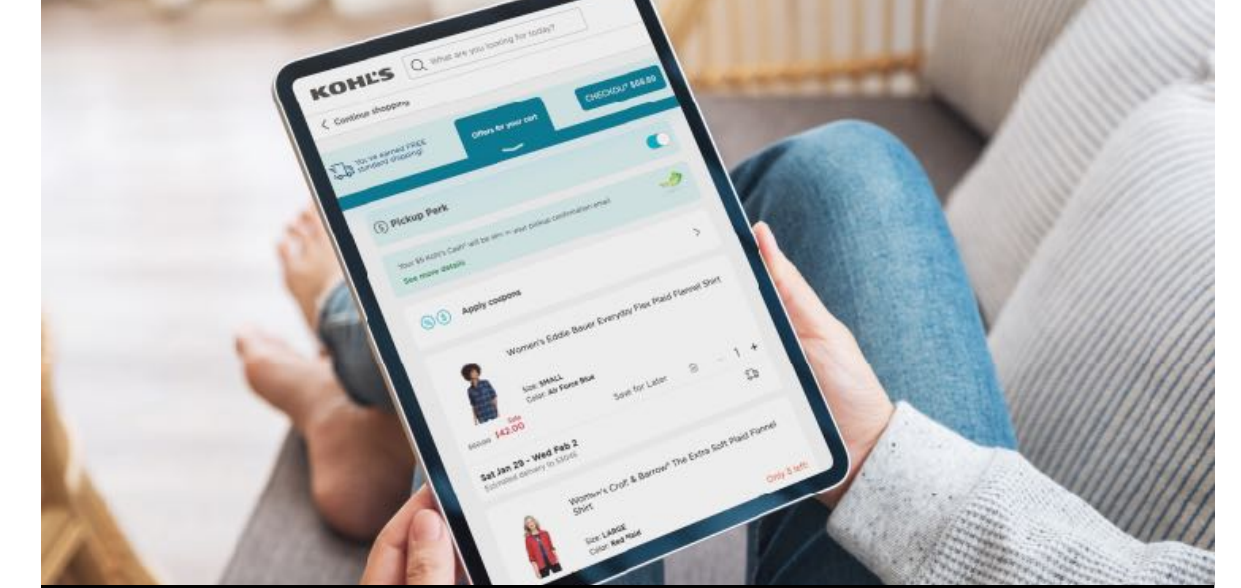 KOHL'S
What are you looking for today?
Continue shopping
You've earned FREE
standard shipping!
Offers for your cart
CHECKOUT
Pickup Perk
Your $5 Kohl's Cash® will be sent in your pickup confirmation email.
See more details
Apply coupons
Women's Eddie Bauer Everyday Flex Plaid Flannel Shirt
Size: SMALL
Color: Air Force Blue
Save for Later
1
Sale
$42.00
Sat Jan 29 - Wed Feb 2
Estimated delivery to
Women's Croft & Barrow® The Extra Soft Plaid Flannel
Shirt
Size: LARGE
Color: Red Plaid
Only 3 left!